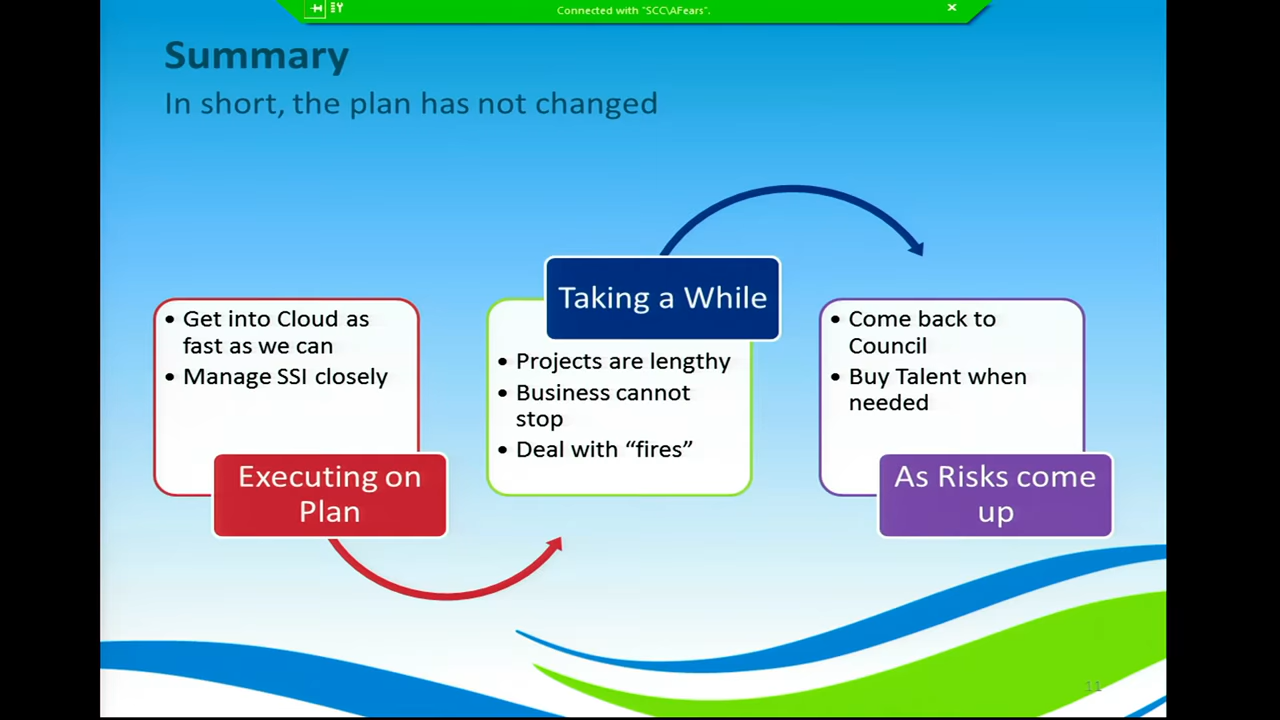 Connected with "SCC\AFears".
Summary
In short, the plan has not changed
• Get into Cloud as
fast as we can
• Manage SSI closely
Executing on
Plan
Taking a While
• Projects are lengthy
• Business cannot
stop
• Deal with “fires”
• Come back to
Council
• Buy Talent when
needed
As Risks come
up
11